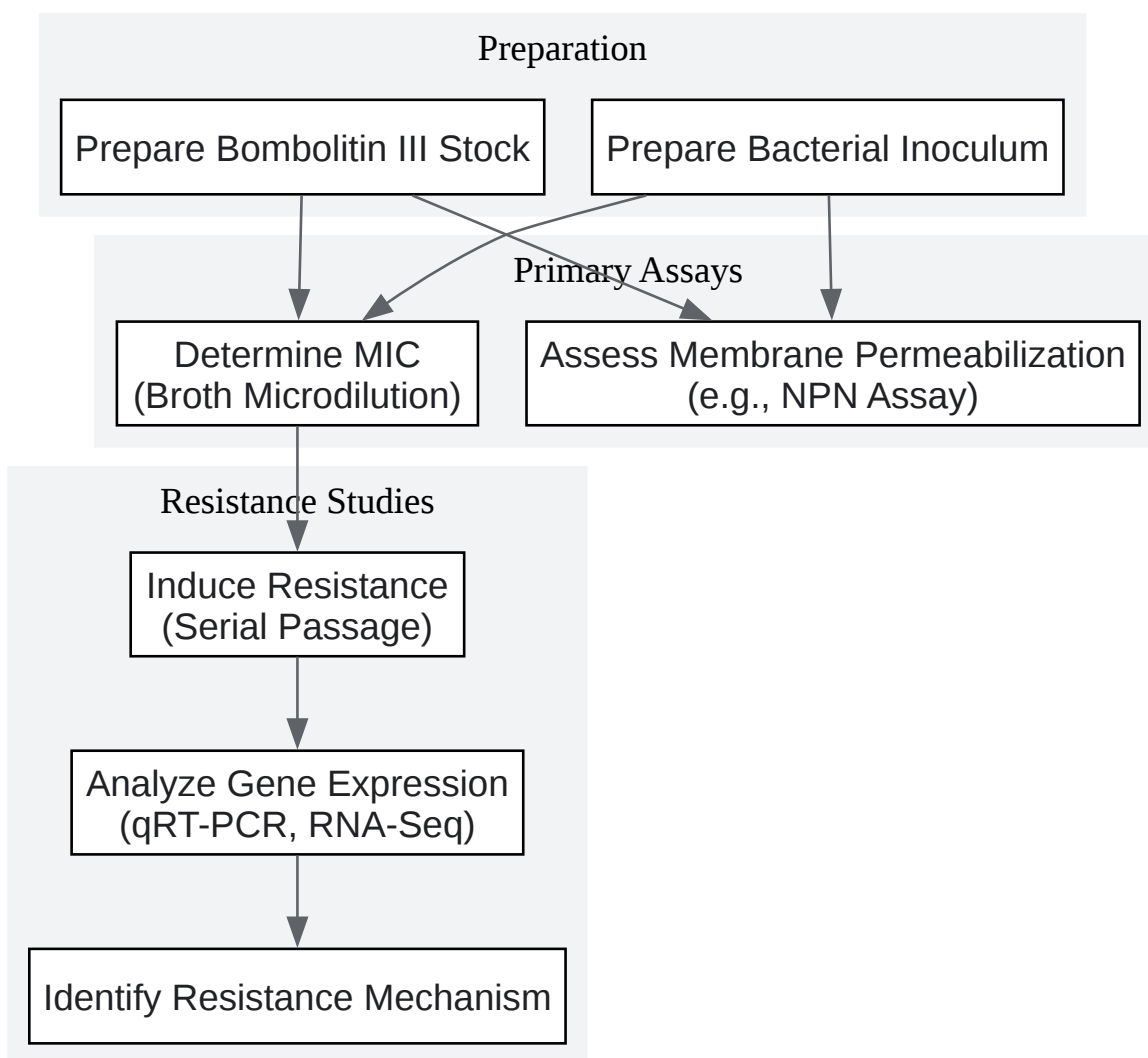 Preparation
Prepare Bombolitin III Stock
Prepare Bacterial Inoculum
Primary Assays
Determine MIC
(Broth Microdilution)
Assess Membrane Permeabilization
(e.g., NPN Assay)
Resistance Studies
Induce Resistance
(Serial Passage)
Analyze Gene Expression
(qRT-PCR, RNA-Seq)
Identify Resistance Mechanism